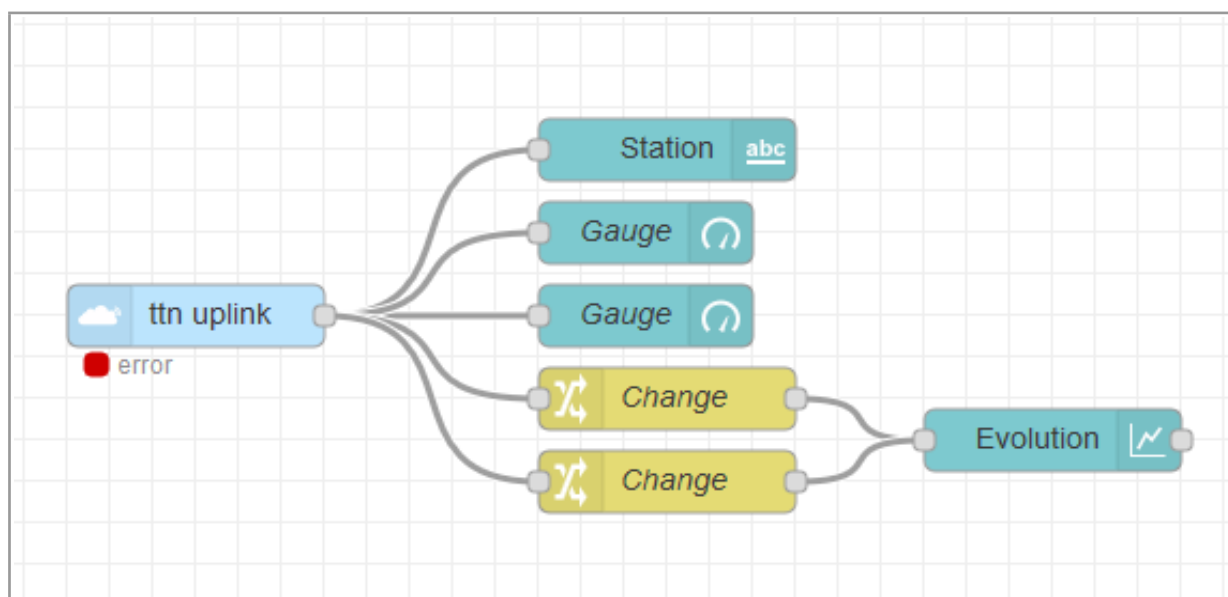 Station
abc
Gauge
ttn uplink
Gauge
error
Change
Evolution
Change